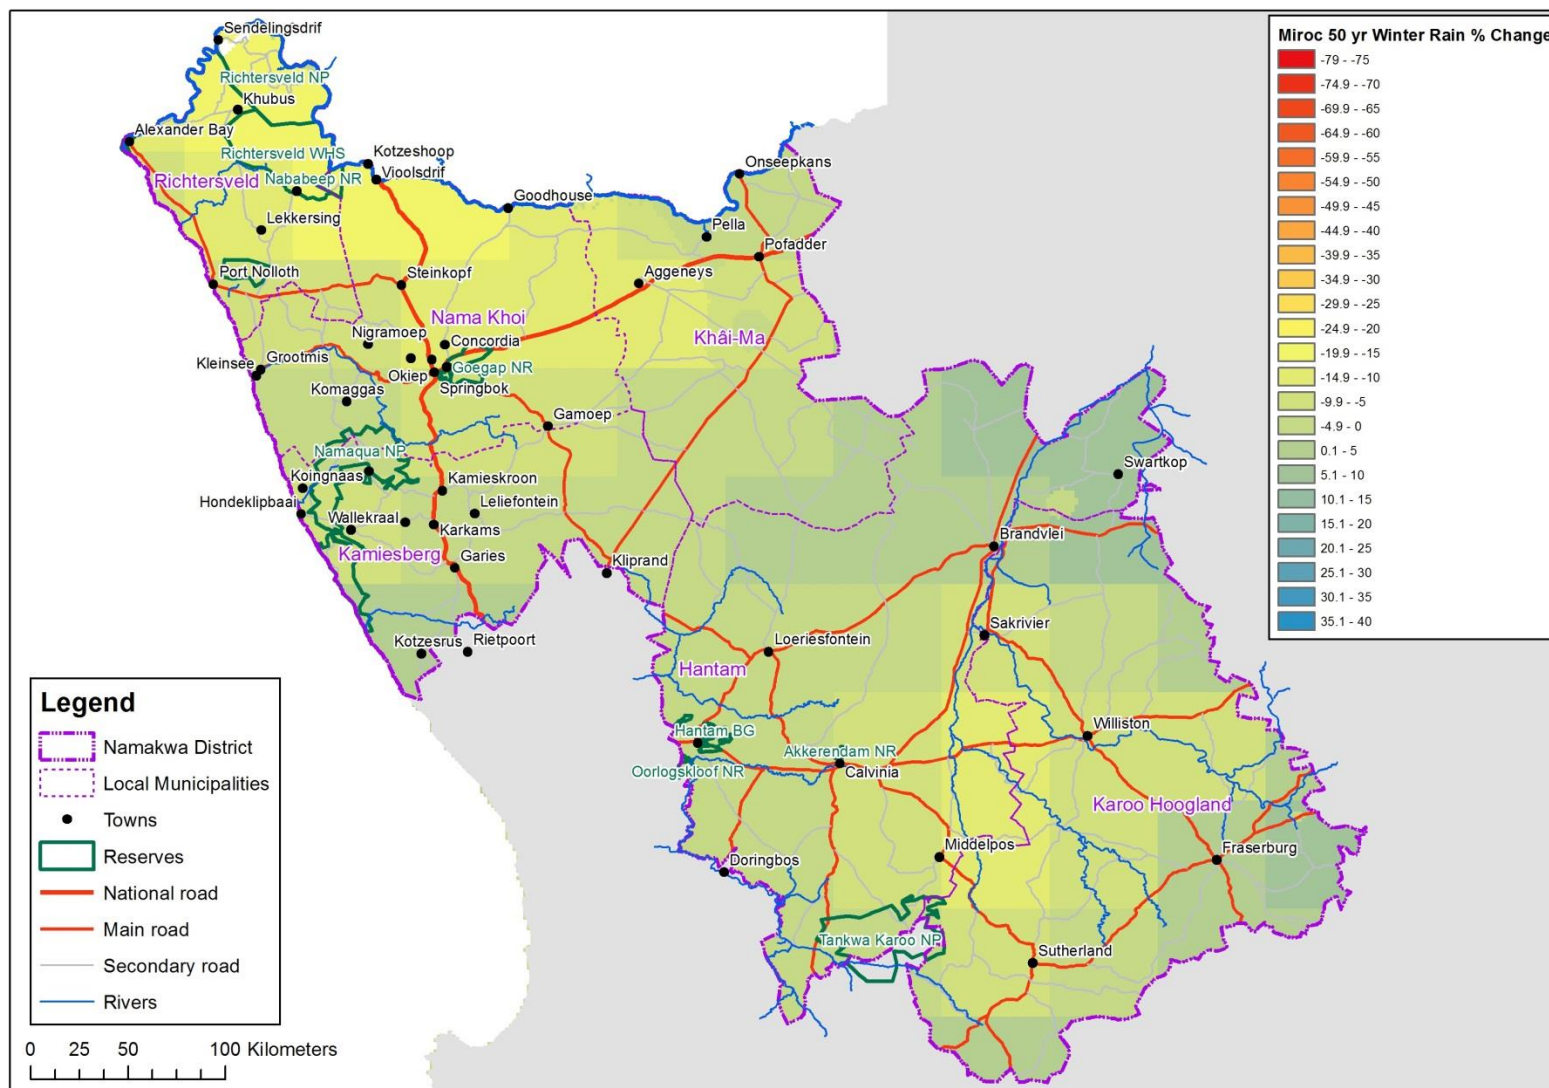 Miroc 50 yr Winter Rain % Change
-79 - -75
-74.9 - -70
-69.9 - -65
-64.9 - -60
-59.9 - -55
-54.9 - -50
-49.9 - -45
-44.9 - -40
-39.9 - -35
-34.9 - -30
-29.9 - -25
-24.9 - -20
-19.9 - -15
-14.9 - -10
-9.9 - -5
-4.9 - 0
0.1 - 5
5.1 - 10
10.1 - 15
15.1 - 20
20.1 - 25
25.1 - 30
30.1 - 35
35.1 - 40
Sendelingsdrif
Richtersveld NP
Khubus
Alexander Bay
Richtersveld WHS
Kotzeshoop
Richtersveld
Nababeep NR
Vioolsdrif
Onseepkans
Goodhouse
Lekkersing
Pella
Pofadder
Port Nolloth
Steinkopf
Aggeneys
Nama Khoi
Khâi-Ma
Nigramoep
Concordia
Kleinsee
Grootmis
Okiep
Goegap NR
Springbok
Komaggas
Gamoep
Namaqua NP
Koingnaas
Kamieskroon
Swartkop
Hondeklipbaai
Leliefontein
Wallekraal
Karkams
Brandvlei
Kamiesberg
Garies
Kliprand
Kotzesrus
Rietpoort
Loeriesfontein
Sakrivier
Hantam
Hantam BG
Williston
Akkerendam NR
Oorlogskloof NR
Calvinia
Karoo Hoogland
Middelpos
Fraserburg
Doringbos
Tankwa Karoo NP
Sutherland
Legend
Namakwa District
Local Municipalities
Towns
Reserves
National road
Main road
Secondary road
Rivers
0 25 50 100 Kilometers